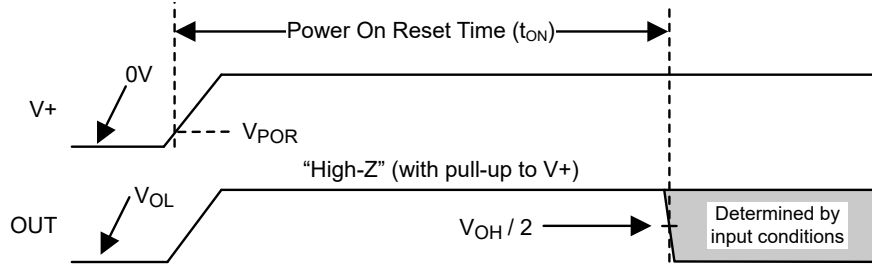 Power On Reset Time (tON)
0V
V+
VPOR
“High-Z” (with pull-up to V+)
VOL
OUT
VOH / 2
Determined by
input conditions